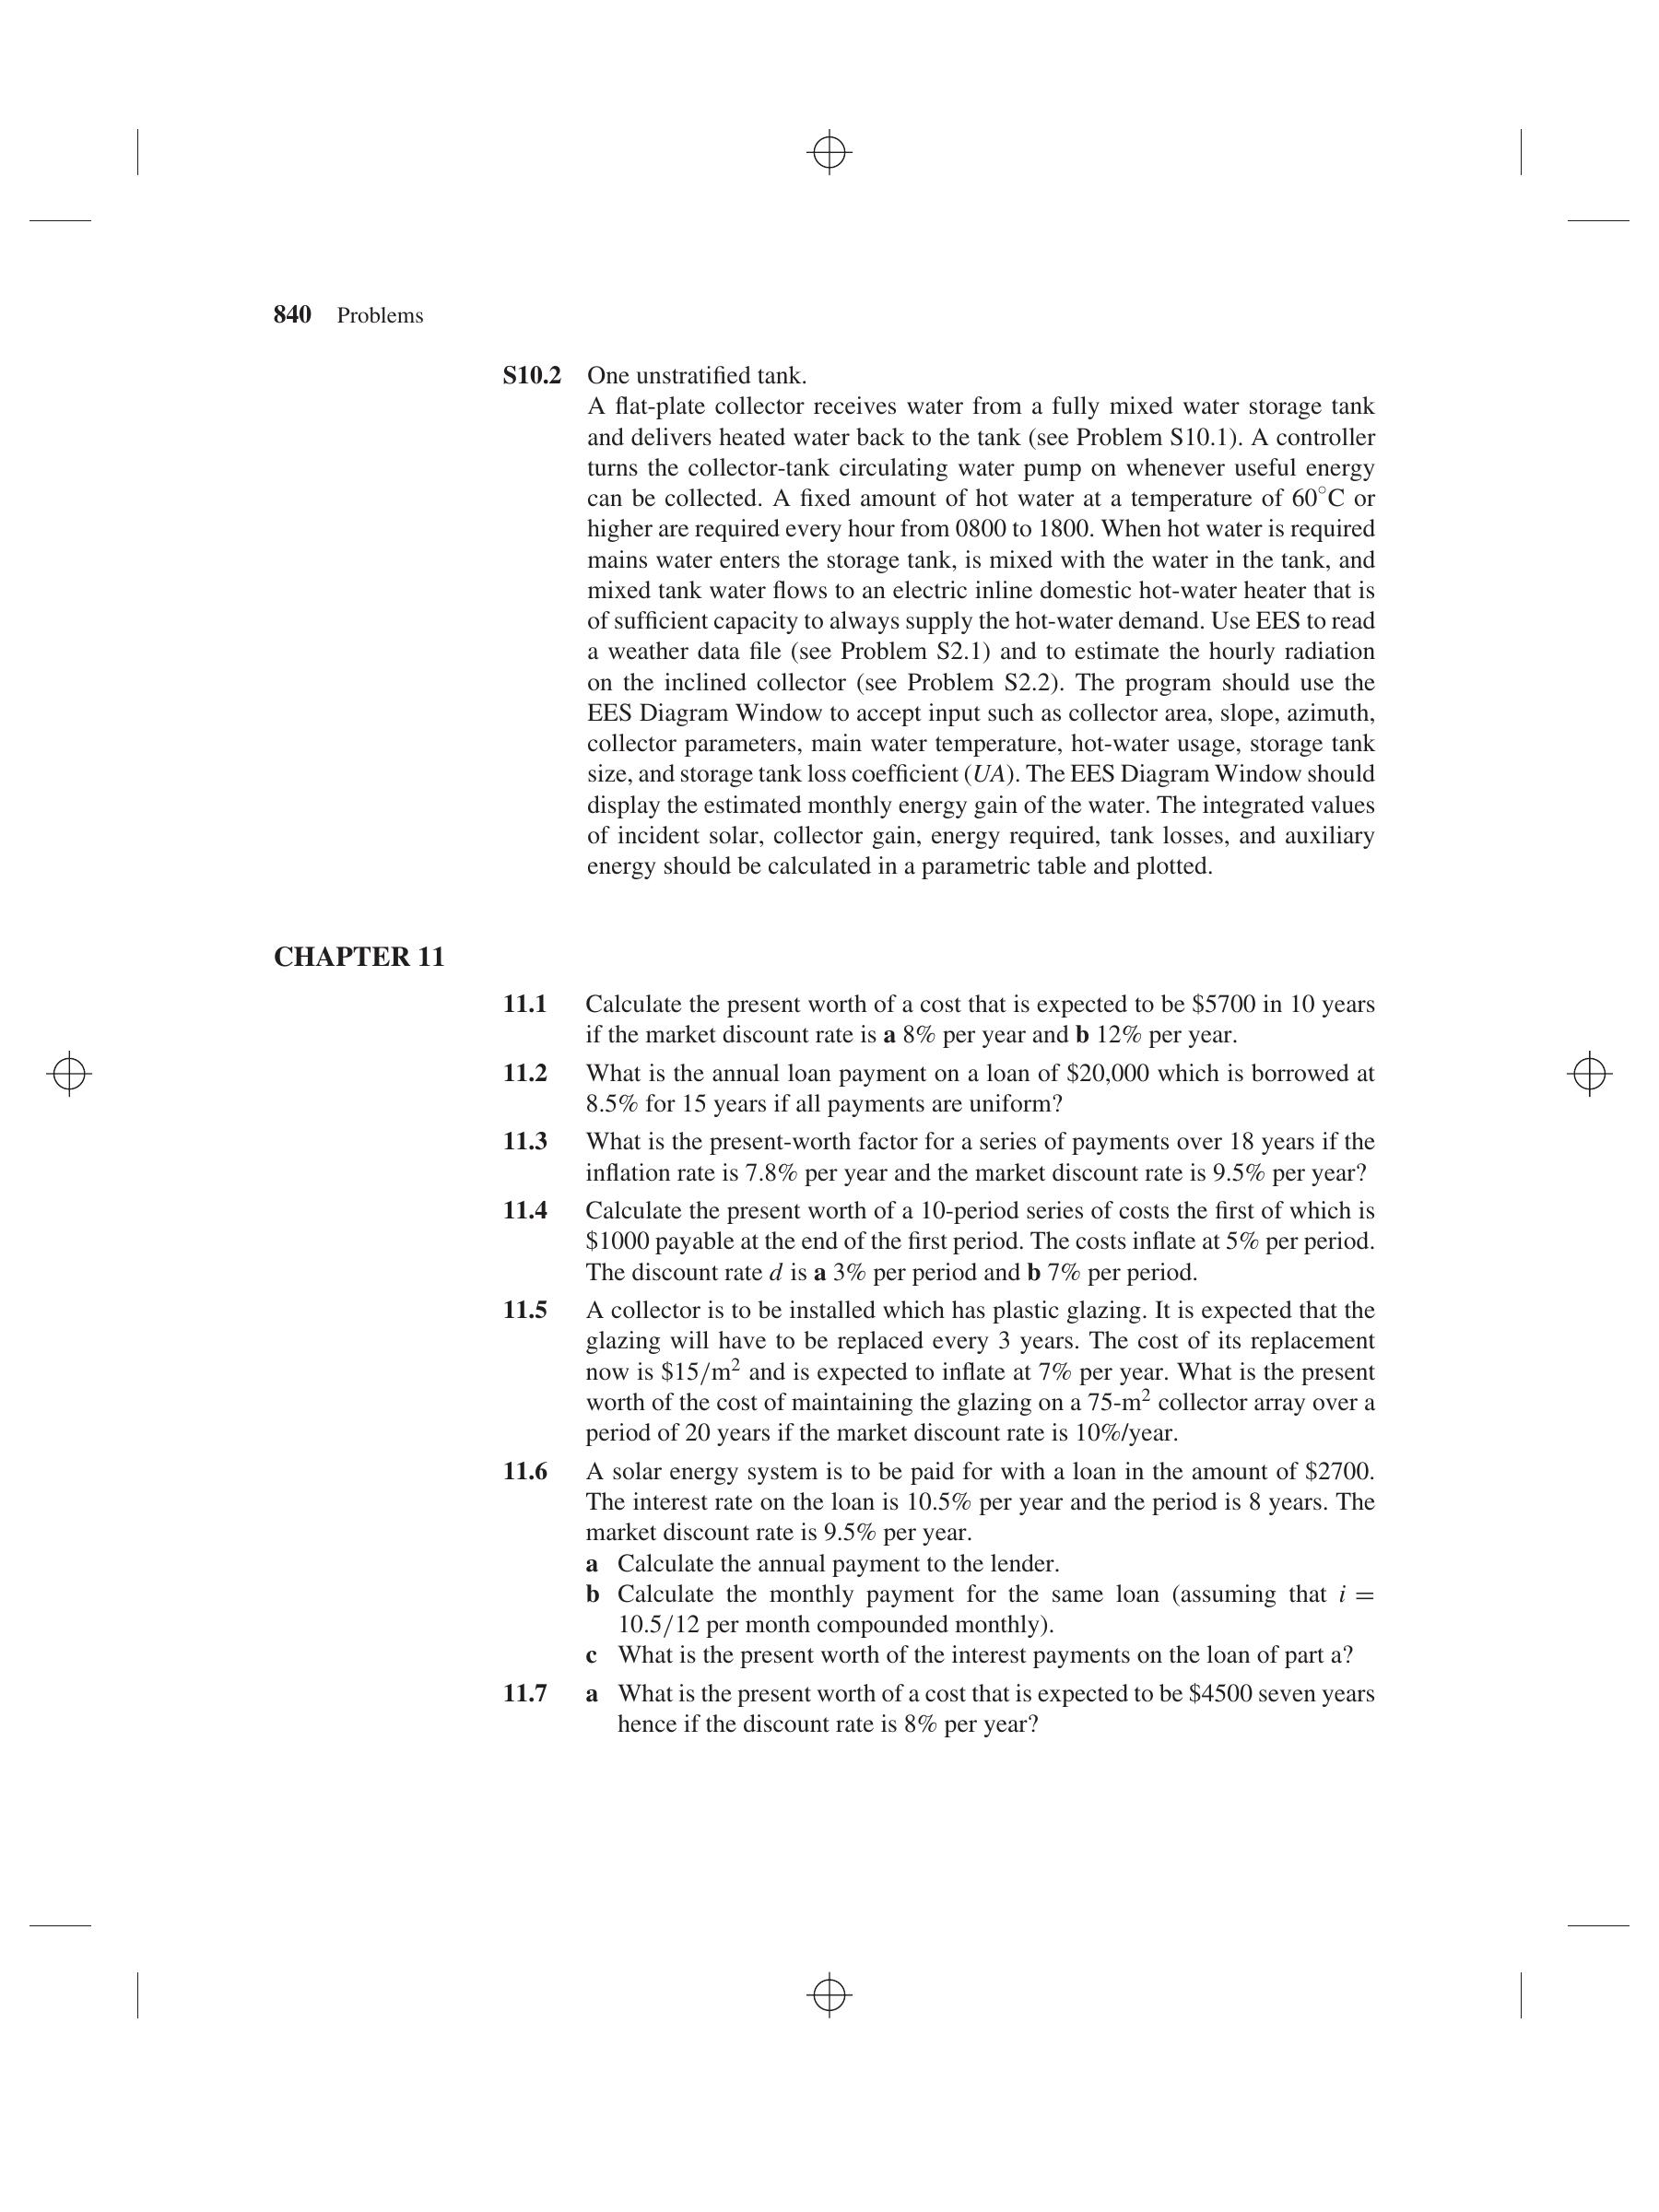 840 Problems
S10.2 One unstratified tank.
A flat-plate collector receives water from a fully mixed water storage tank
and delivers heated water back to the tank (see Problem S10.1). A controller
turns the collector-tank circulating water pump on whenever useful energy
can be collected. A fixed amount of hot water at a temperature of 60°C or
higher are required every hour from 0800 to 1800. When hot water is required
mains water enters the storage tank, is mixed with the water in the tank, and
mixed tank water flows to an electric inline domestic hot-water heater that is
of sufficient capacity to always supply the hot-water demand. Use EES to read
a weather data file (see Problem S2.1) and to estimate the hourly radiation
on the inclined collector (see Problem S2.2). The program should use the
EES Diagram Window to accept input such as collector area, slope, azimuth,
collector parameters, main water temperature, hot-water usage, storage tank
size, and storage tank loss coefficient (UA). The EES Diagram Window should
display the estimated monthly energy gain of the water. The integrated values
of incident solar, collector gain, energy required, tank losses, and auxiliary
energy should be calculated in a parametric table and plotted.
CHAPTER 11
11.1 Calculate the present worth of a cost that is expected to be $5700 in 10 years
if the market discount rate is a 8% per year and b 12% per year.
11.2 What is the annual loan payment on a loan of $20,000 which is borrowed at
8.5% for 15 years if all payments are uniform?
11.3 What is the present-worth factor for a series of payments over 18 years if the
inflation rate is 7.8% per year and the market discount rate is 9.5% per year?
11.4 Calculate the present worth of a 10-period series of costs the first of which is
$1000 payable at the end of the first period. The costs inflate at 5% per period.
The discount rate d is a 3% per period and b 7% per period.
11.5 A collector is to be installed which has plastic glazing. It is expected that the
glazing will have to be replaced every 3 years. The cost of its replacement
now is $15/m² and is expected to inflate at 7% per year. What is the present
worth of the cost of maintaining the glazing on a 75-m² collector array over a
period of 20 years if the market discount rate is 10%/year.
11.6 A solar energy system is to be paid for with a loan in the amount of $2700.
The interest rate on the loan is 10.5% per year and the period is 8 years. The
market discount rate is 9.5% per year.
a Calculate the annual payment to the lender.
b Calculate the monthly payment for the same loan (assuming that i =
10.5/12 per month compounded monthly).
c What is the present worth of the interest payments on the loan of part a?
11.7 a What is the present worth of a cost that is expected to be $4500 seven years
hence if the discount rate is 8% per year?